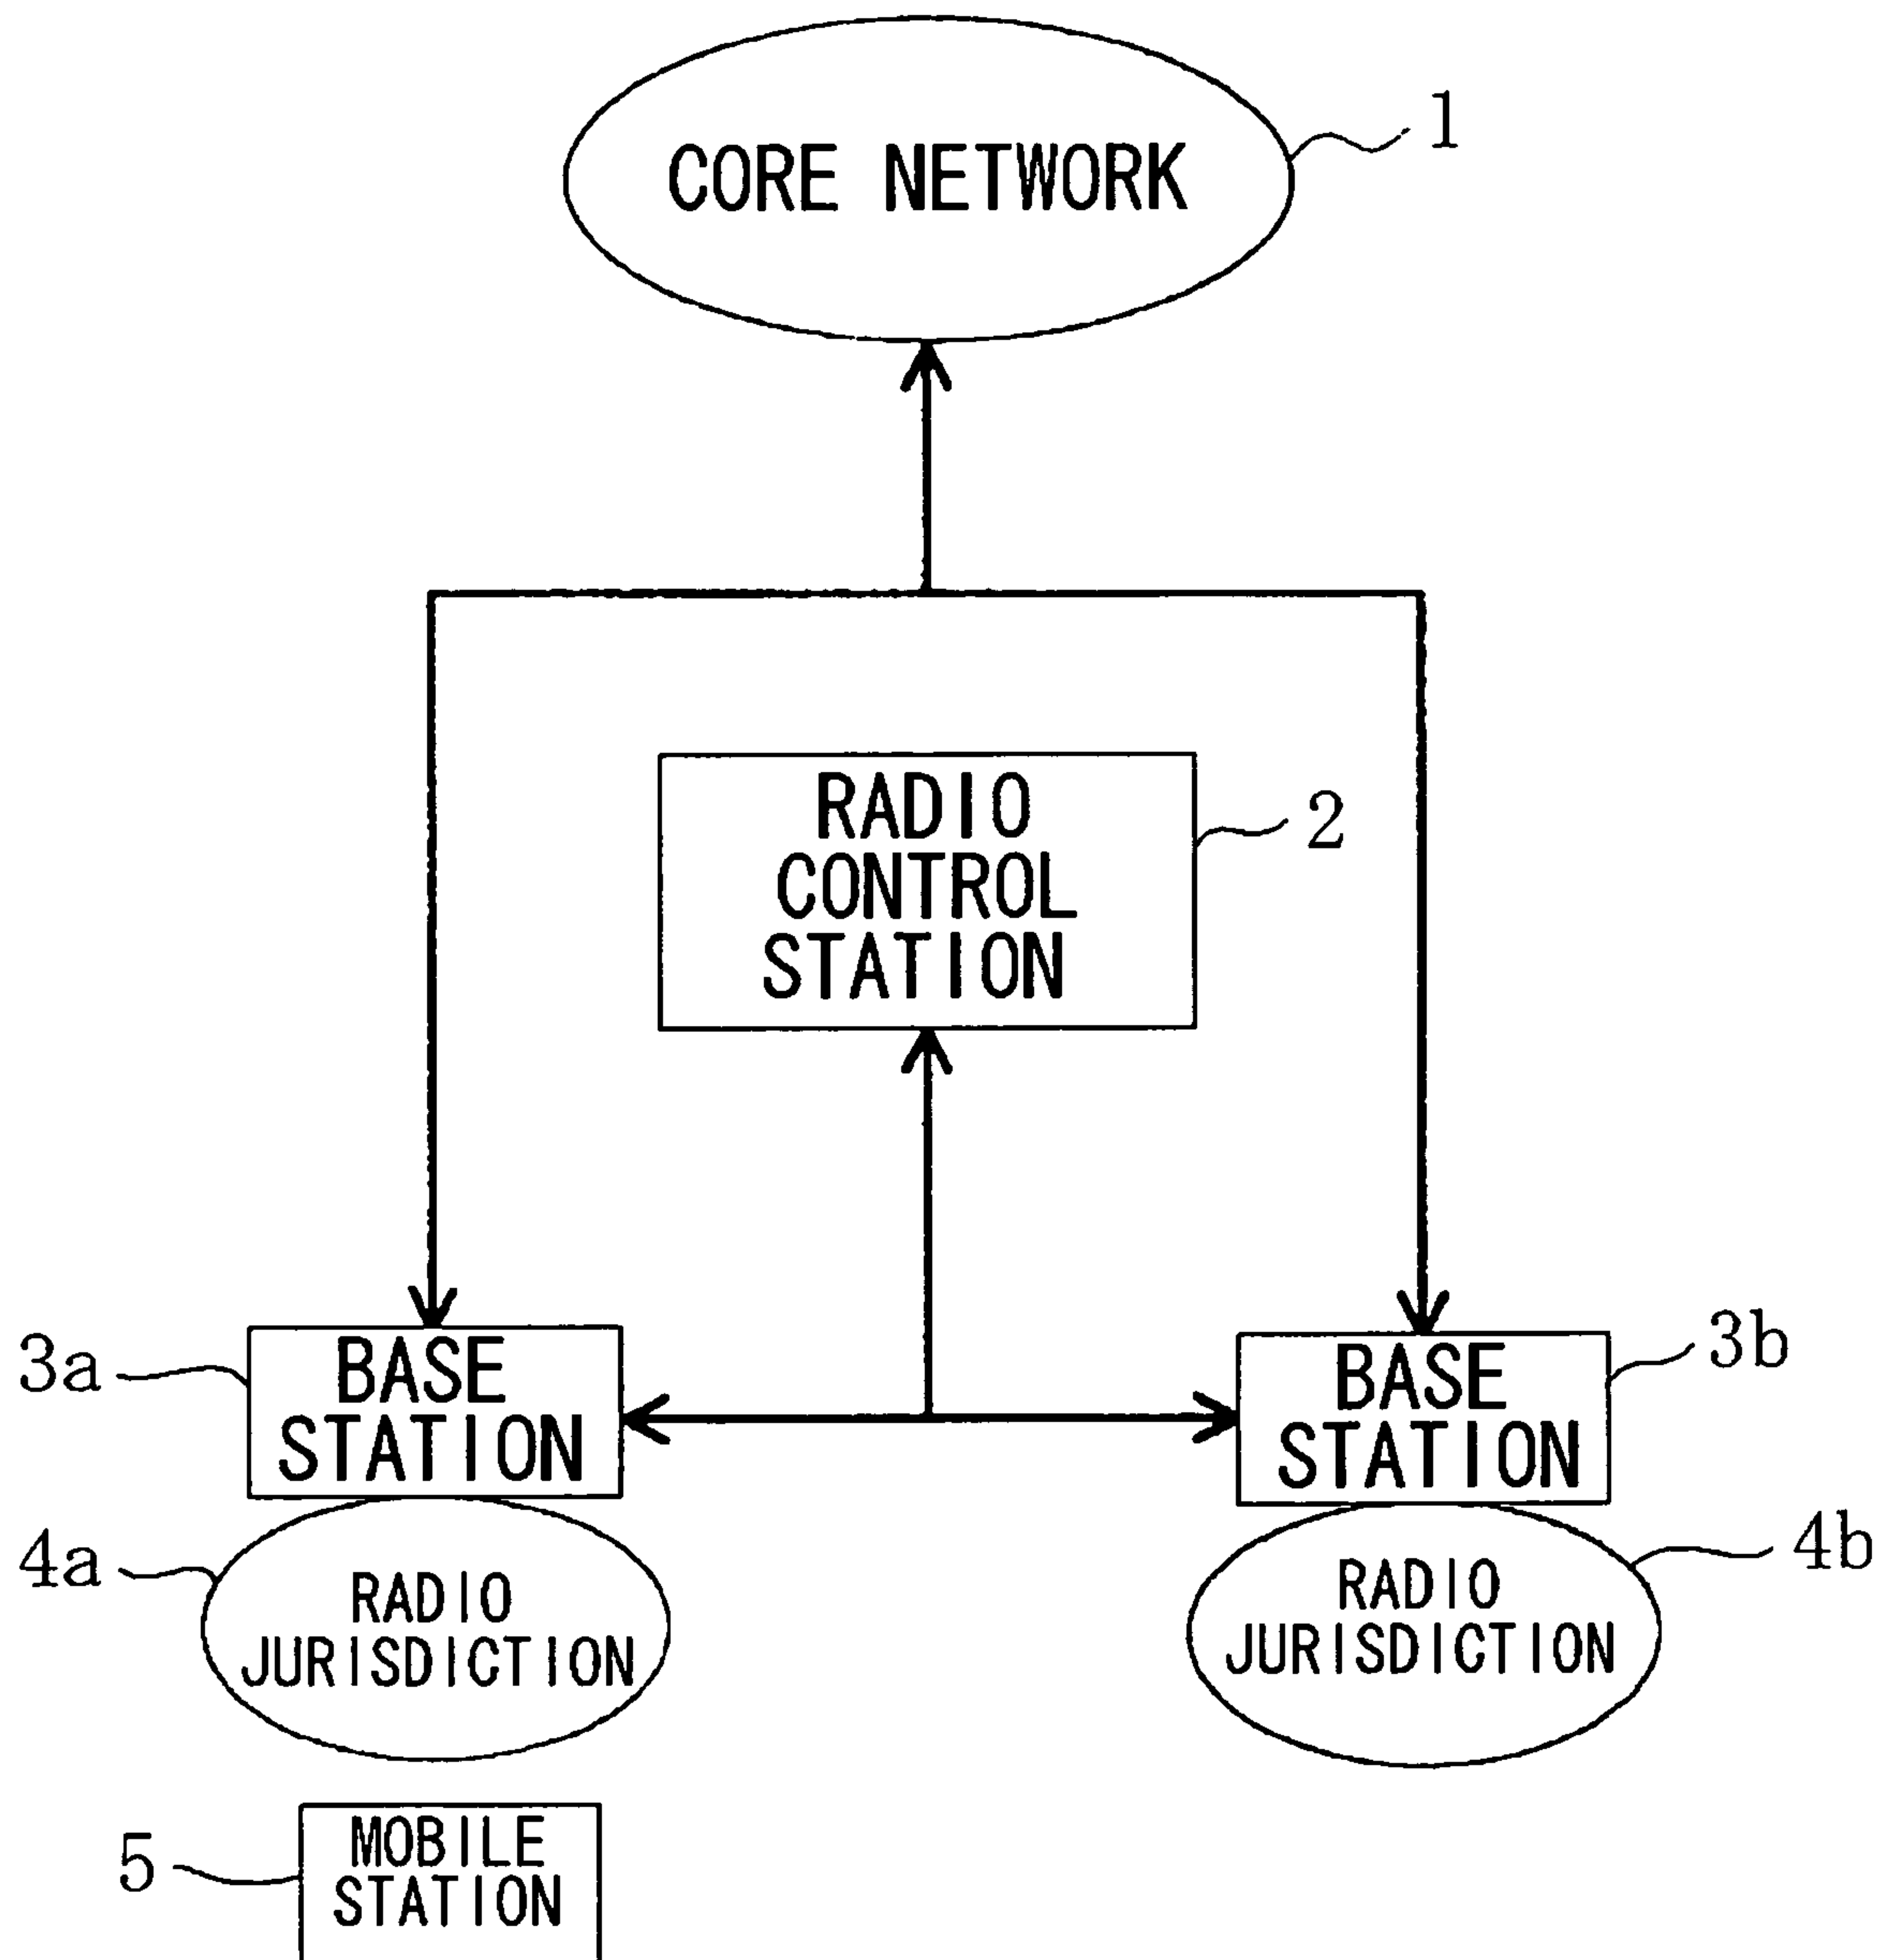 CORE NETWORK
1
RADIO
CONTROL
STATION
2
3a
BASE
STATION
BASE
STATION
3b
4a
RADIO
JURISDICTION
RADIO
JURISDICTION
4b
5
MOBILE
STATION